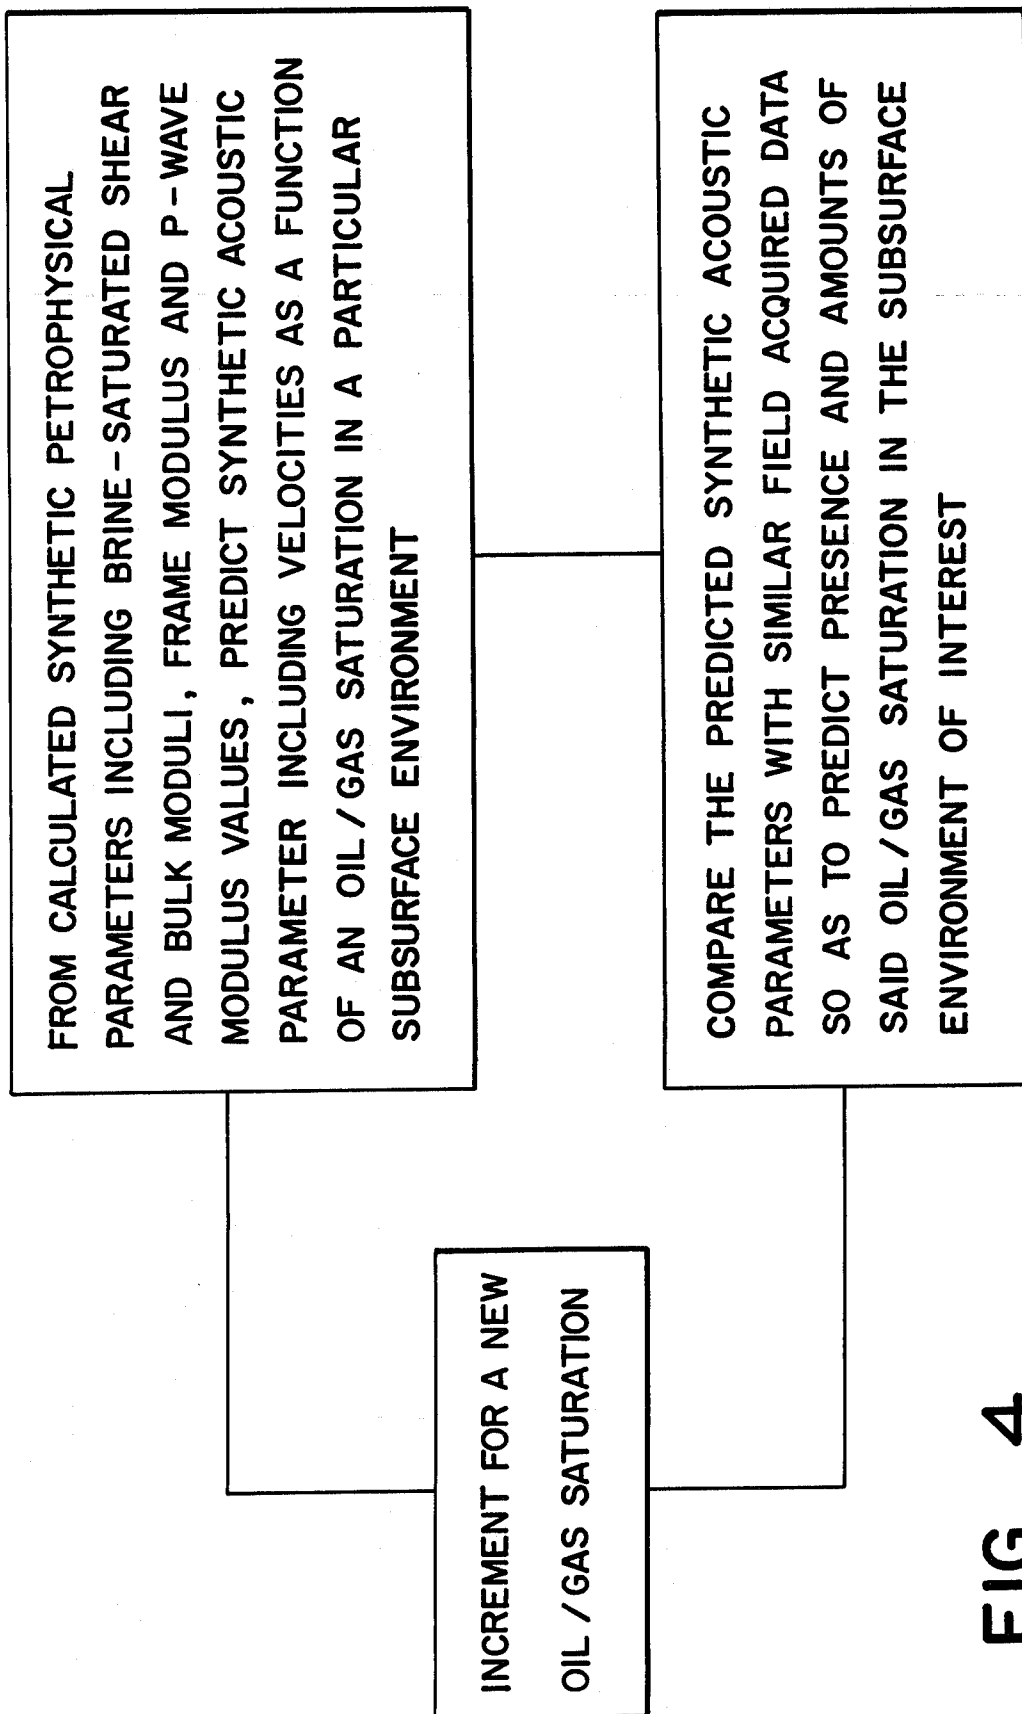 FROM CALCULATED SYNTHETIC PETROPHYSICAL
PARAMETERS INCLUDING BRINE-SATURATED SHEAR
AND BULK MODULI, FRAME MODULUS AND P-WAVE
MODULUS VALUES, PREDICT SYNTHETIC ACOUSTIC
PARAMETER INCLUDING VELOCITIES AS A FUNCTION
OF AN OIL/GAS SATURATION IN A PARTICULAR
SUBSURFACE ENVIRONMENT
INCREMENT FOR A NEW
OIL/GAS SATURATION
COMPARE THE PREDICTED SYNTHETIC ACOUSTIC
PARAMETERS WITH SIMILAR FIELD ACQUIRED DATA
SO AS TO PREDICT PRESENCE AND AMOUNTS OF
SAID OIL/GAS SATURATION IN THE SUBSURFACE
ENVIRONMENT OF INTEREST
FIG 4